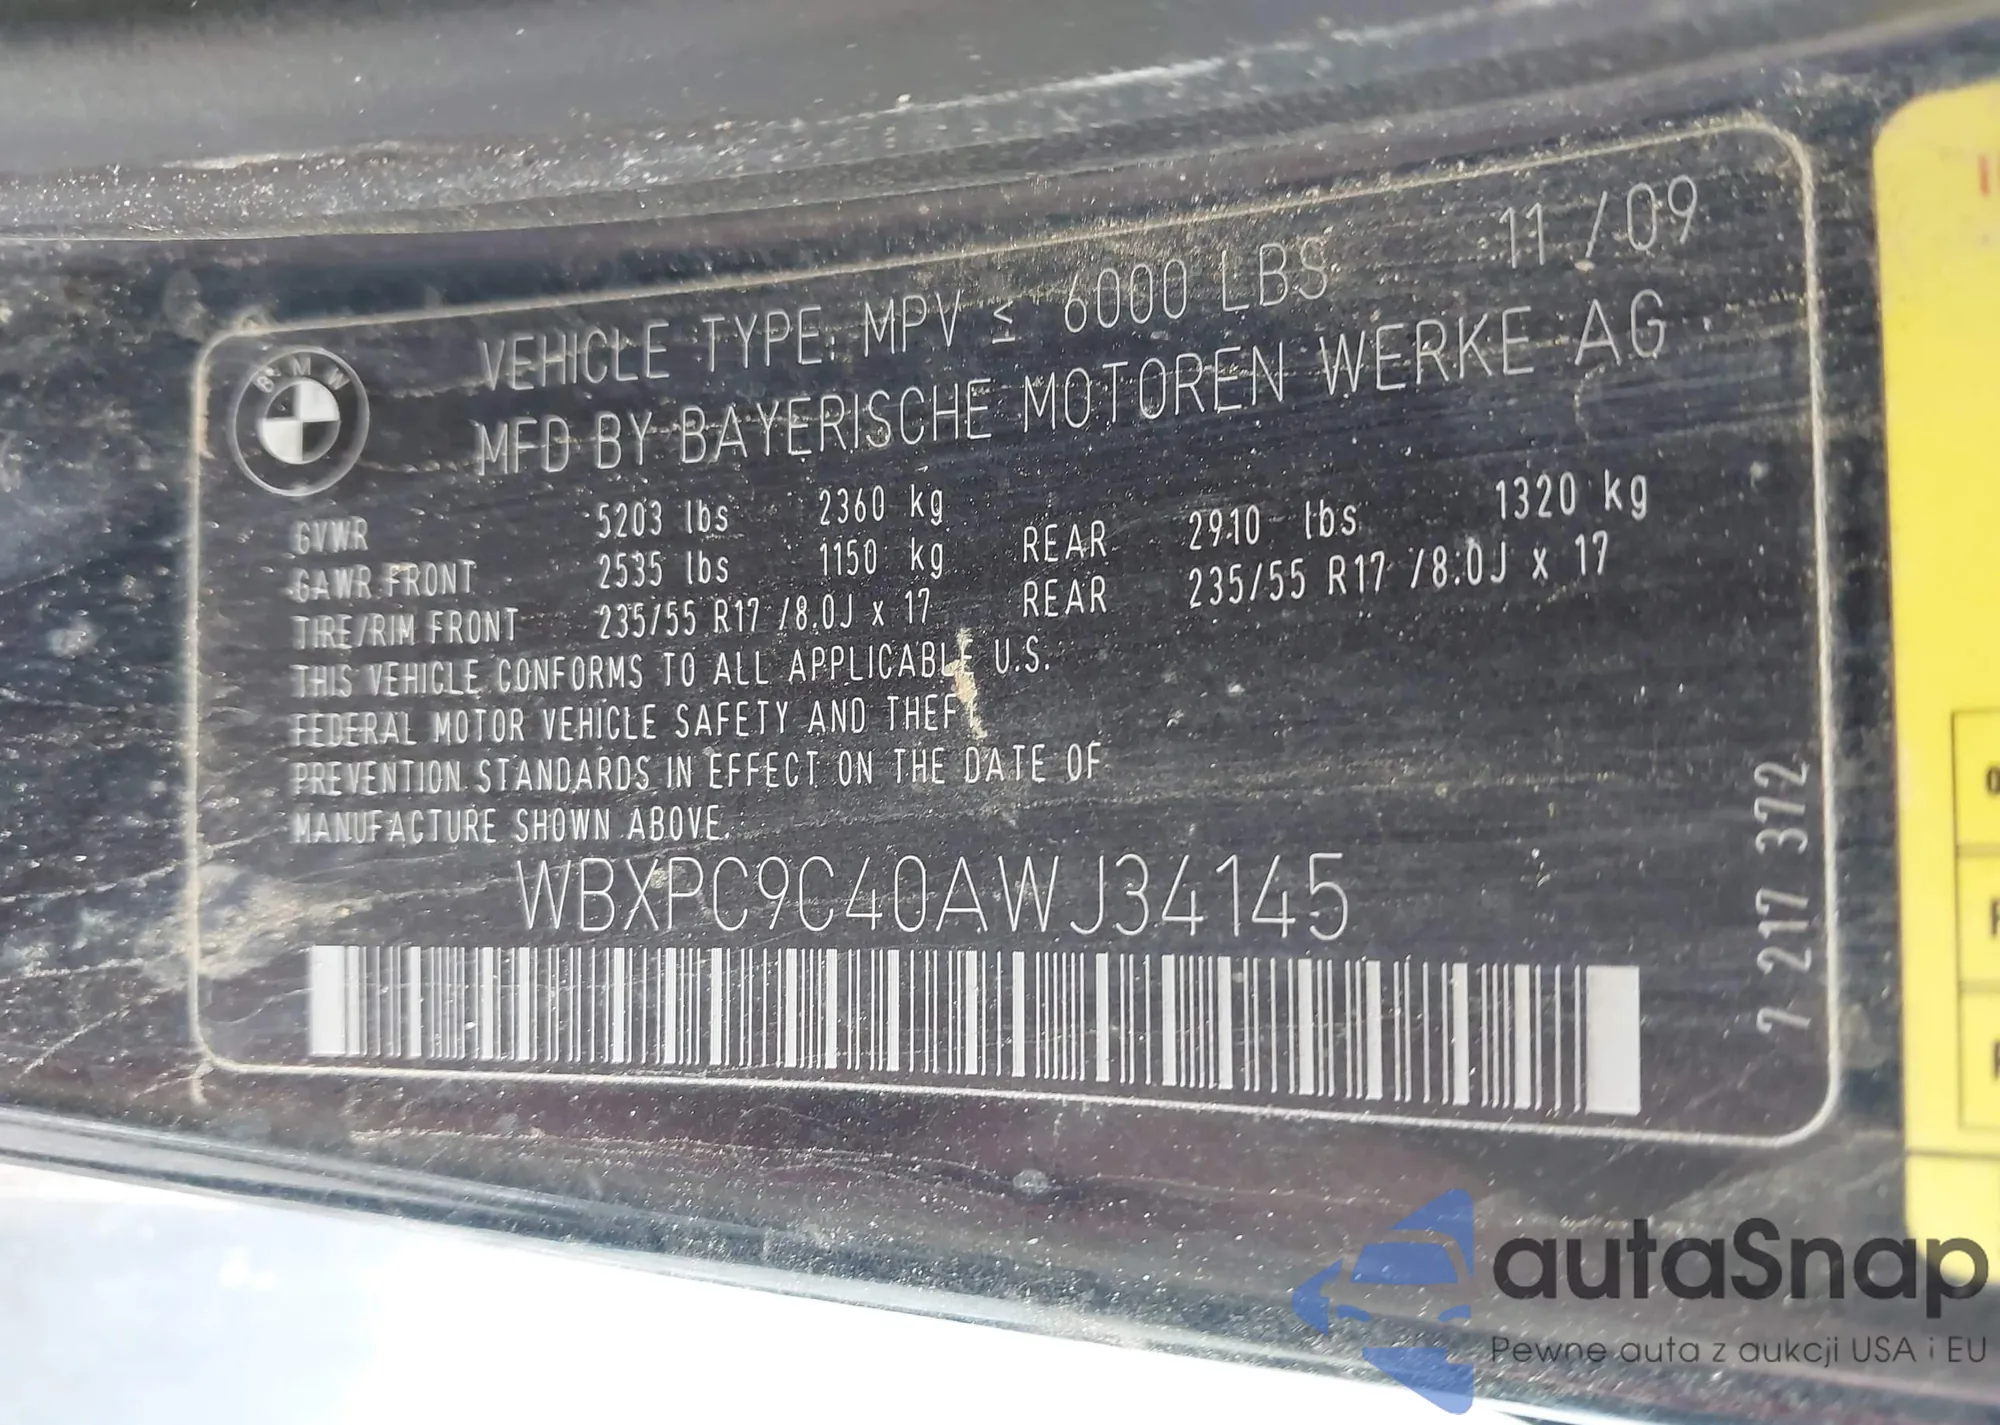 BMW
VEHICLE TYPE: MPV ≤ 6000 LBS 11 /09
MFD BY BAYERISCHE MOTOREN WERKE AG
GVWR 5203 lbs 2360 kg
GAWR FRONT 2535 lbs 1150 kg REAR 2910 lbs 1320 kg
TIRE/RIM FRONT 235/55 R17 /8.0J x 17 REAR 235/55 R17 /8.0J x 17
THIS VEHICLE CONFORMS TO ALL APPLICABLE U.S.
FEDERAL MOTOR VEHICLE SAFETY AND THEFT
PREVENTION STANDARDS IN EFFECT ON THE DATE OF
MANUFACTURE SHOWN ABOVE.
WBXPC9C40AWJ34145
7 217 372
autaSnap
Pewne auta z aukcji USA i EU